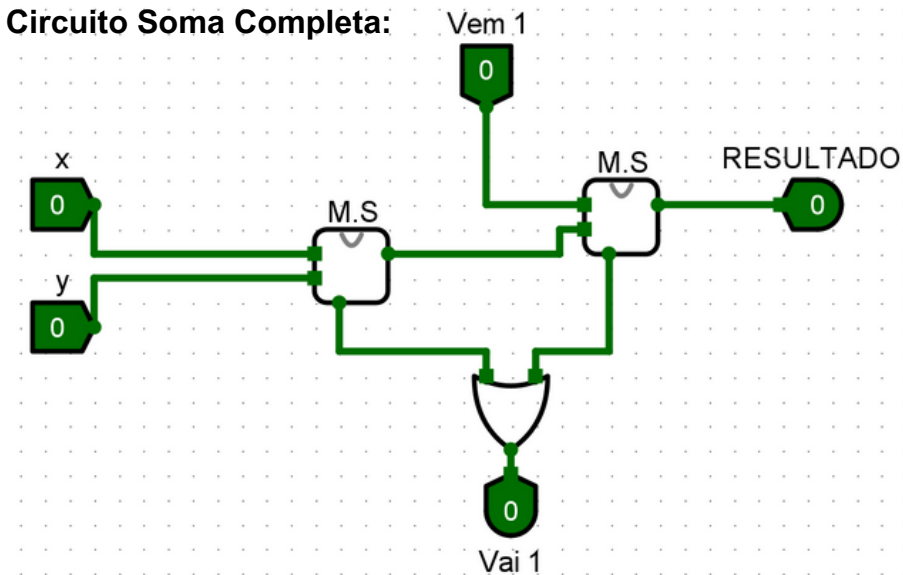 Circuito Soma Completa:
Vem 1
0
x
0
M.S
M.S
RESULTADO
0
y
0
0
Vai 1